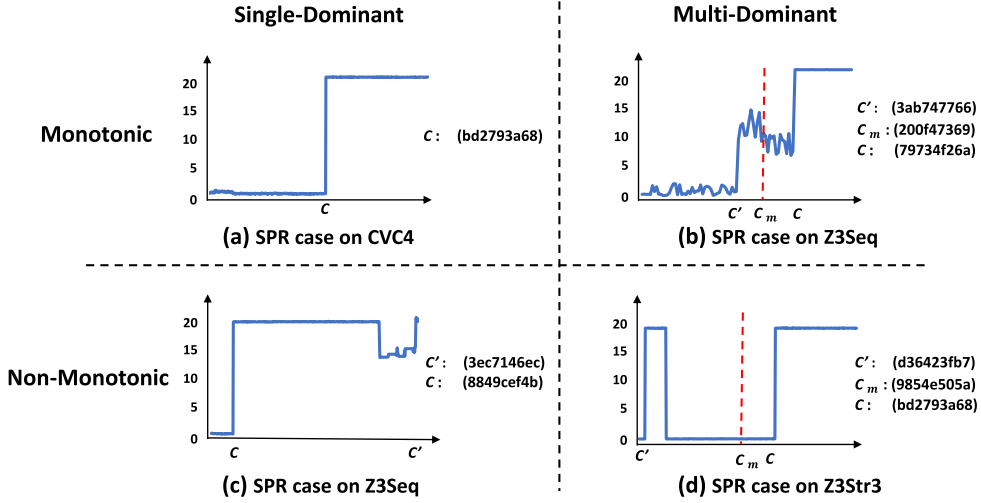 Single-Dominant
Multi-Dominant
Monotonic
Non-Monotonic
20
15
10
5
0
C
C : (bd2793a68)
(a) SPR case on CVC4
20
15
10
5
0
C' C m C
C' : (3ab747766)
C m : (200f47369)
C : (79734f26a)
(b) SPR case on Z3Seq
20
15
10
5
0
C C'
C' : (3ec7146ec)
C : (8849cef4b)
(c) SPR case on Z3Seq
20
15
10
5
0
C' C m C
C' : (d36423fb7)
C m : (9854e505a)
C : (bd2793a68)
(d) SPR case on Z3Str3